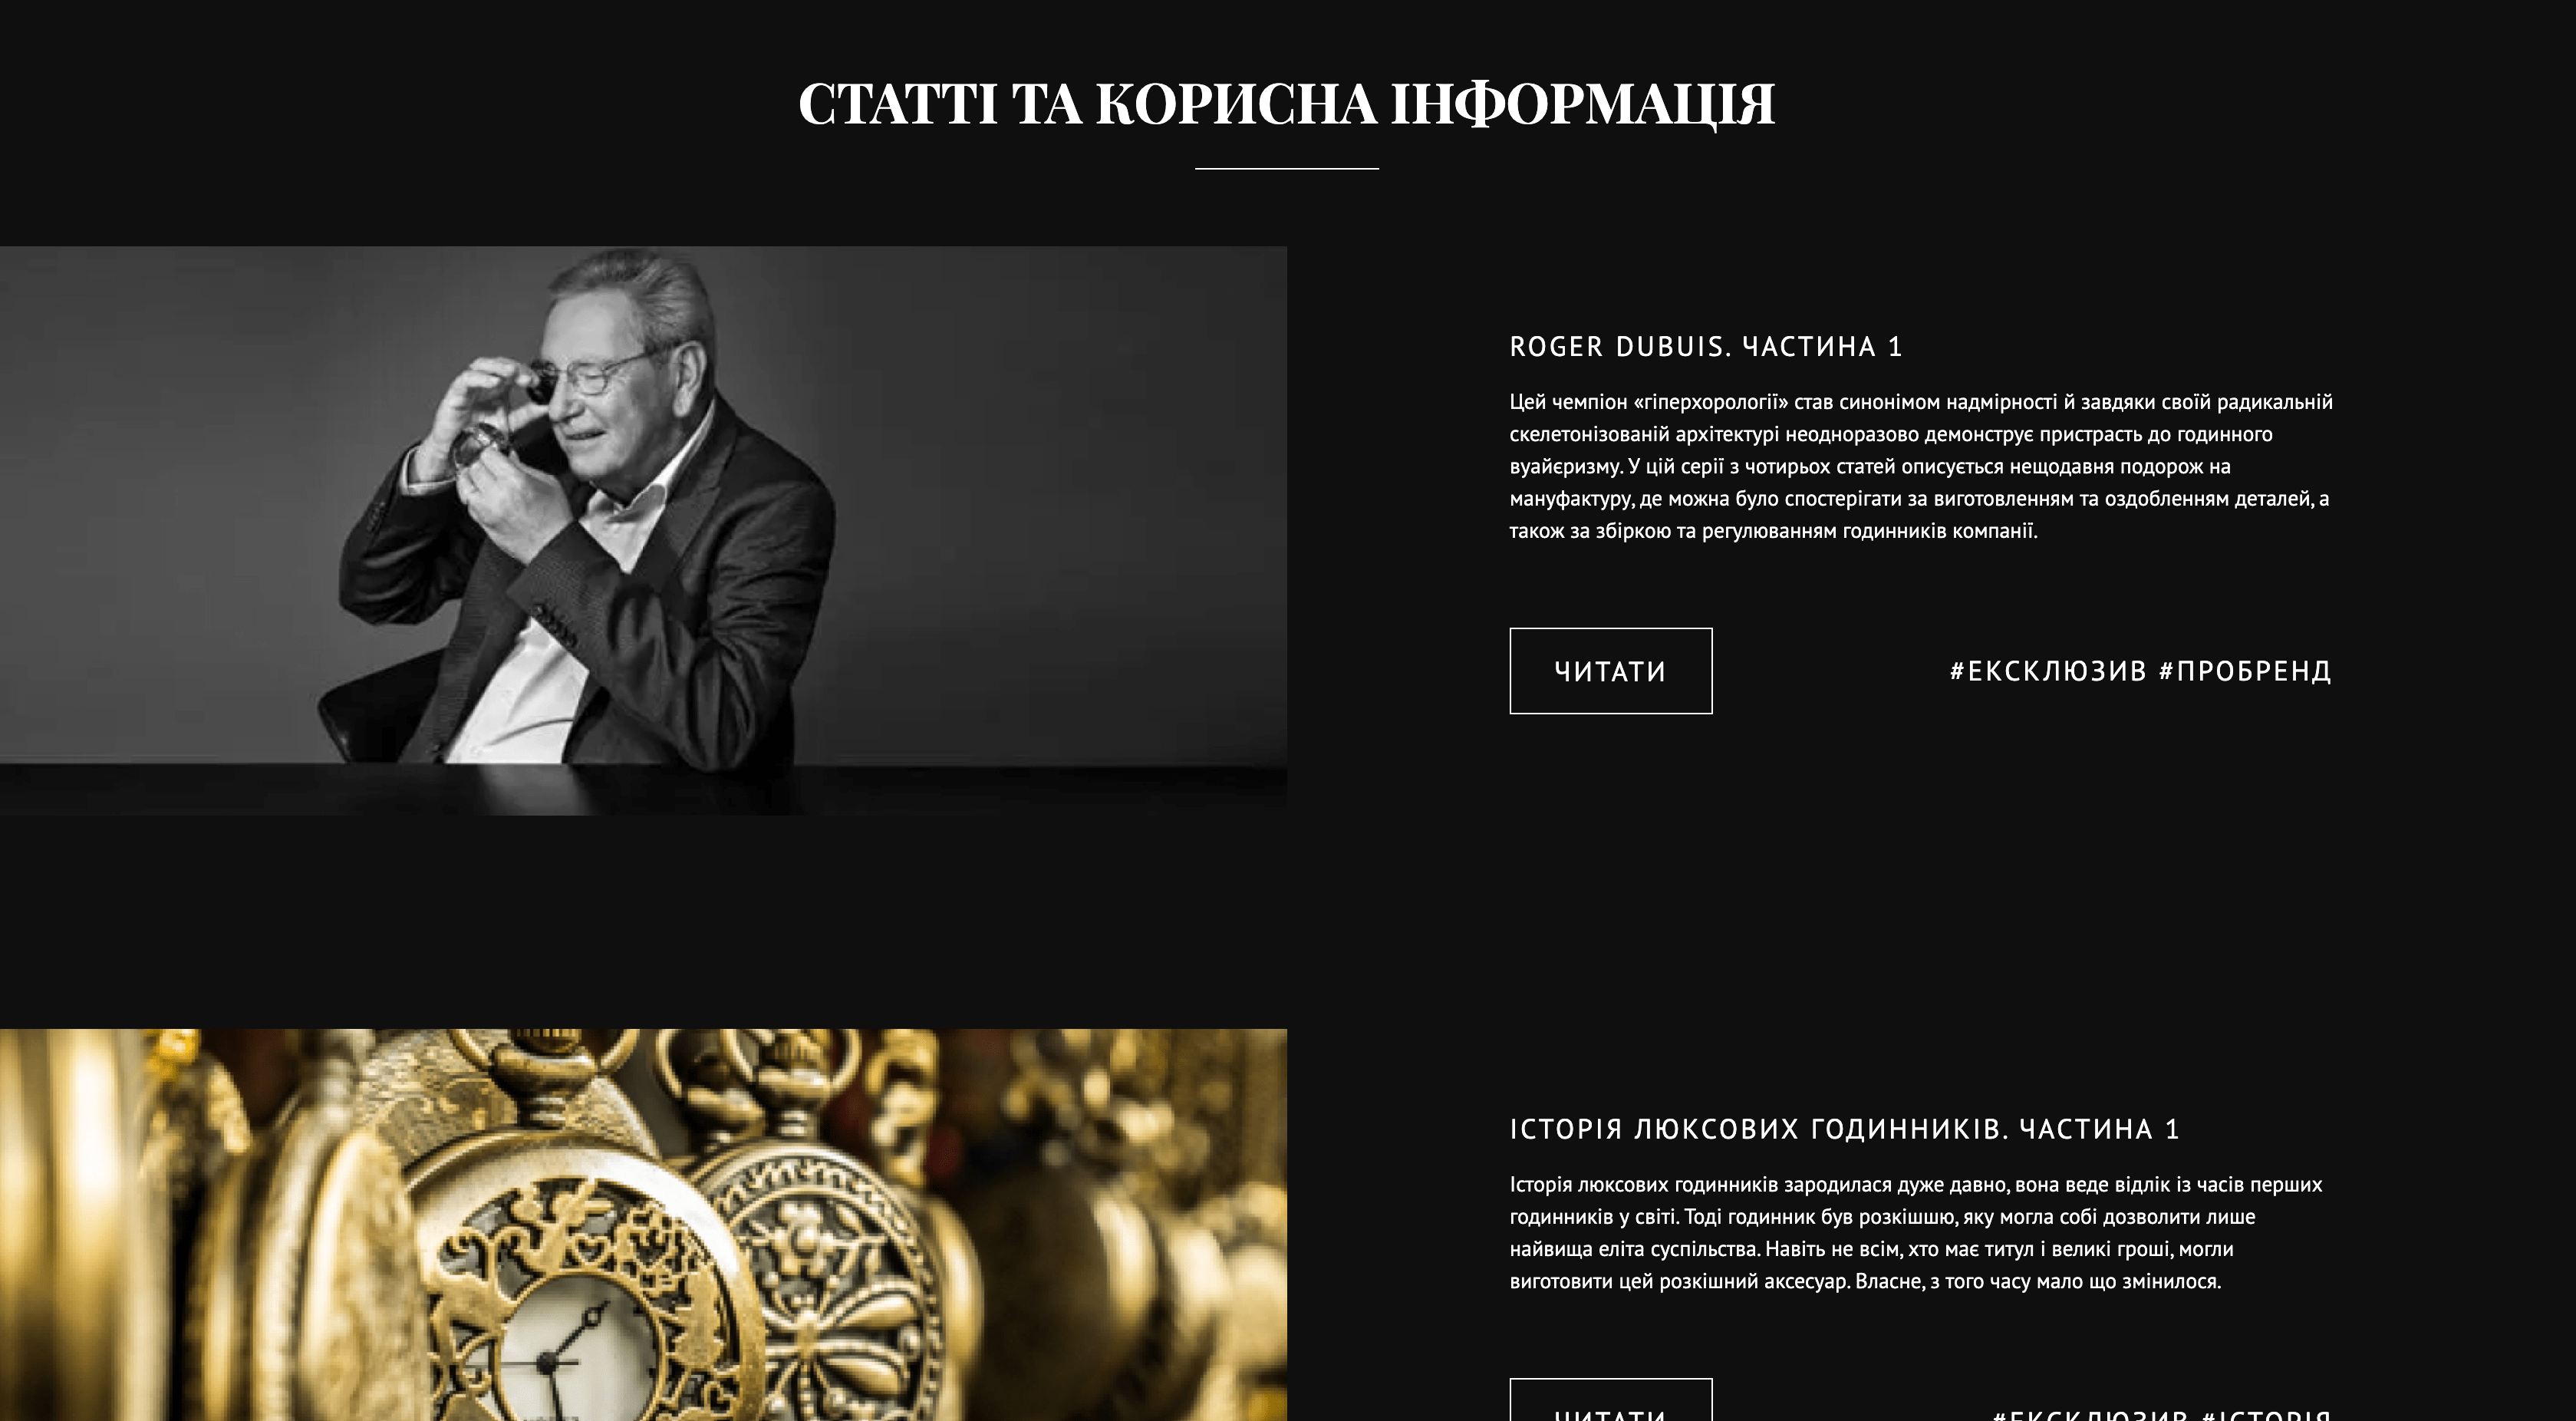 СТАТТІ ТА КОРИСНА ІНФОРМАЦІЯ
ROGER DUBUIS. ЧАСТИНА 1
Цей чемпіон «гіперхорології» став синонімом надмірності й завдяки своїй радикальній
скелетонізованій архітектурі неодноразово демонструє пристрасть до годинного
вуайєризму. У цій серії з чотирьох статей описується нещодавня подорож на
мануфактуру, де можна було спостерігати за виготовленням та оздобленням деталей, а
також за збіркою та регулюванням годинників компанії.
ЧИТАТИ
#ЕКСКЛЮЗИВ #ПРОБРЕНД
ІСТОРІЯ ЛЮКСОВИХ ГОДИННИКІВ. ЧАСТИНА 1
Історія люксових годинників зародилася дуже давно, вона веде відлік із часів перших
годинників у світі. Тоді годинник був розкішшю, яку могла собі дозволити лише
найвища еліта суспільства. Навіть не всім, хто має титул і великі гроші, могли
виготовити цей розкішний аксесуар. Власне, з того часу мало що змінилося.
ЧИТАТИ
#ЕКСКЛЮЗИВ #ІСТОРІЯ